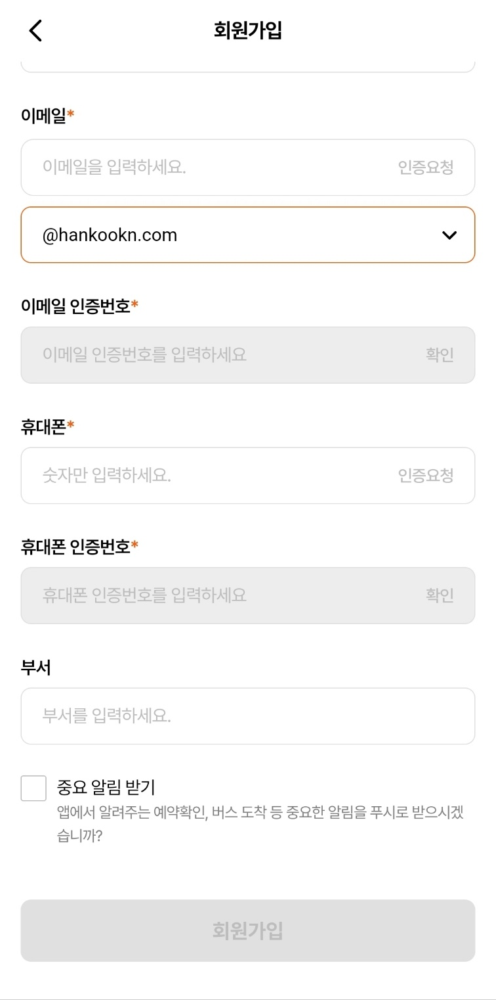 회원가입
이메일*
이메일을 입력하세요. 인증요청
@hankookn.com
이메일 인증번호*
이메일 인증번호를 입력하세요 확인
휴대폰*
숫자만 입력하세요. 인증요청
휴대폰 인증번호*
휴대폰 인증번호를 입력하세요 확인
부서
부서를 입력하세요.
중요 알림 받기
앱에서 알려주는 예약확인, 버스 도착 등 중요한 알림을 푸시로 받으시겠
습니까?
회원가입